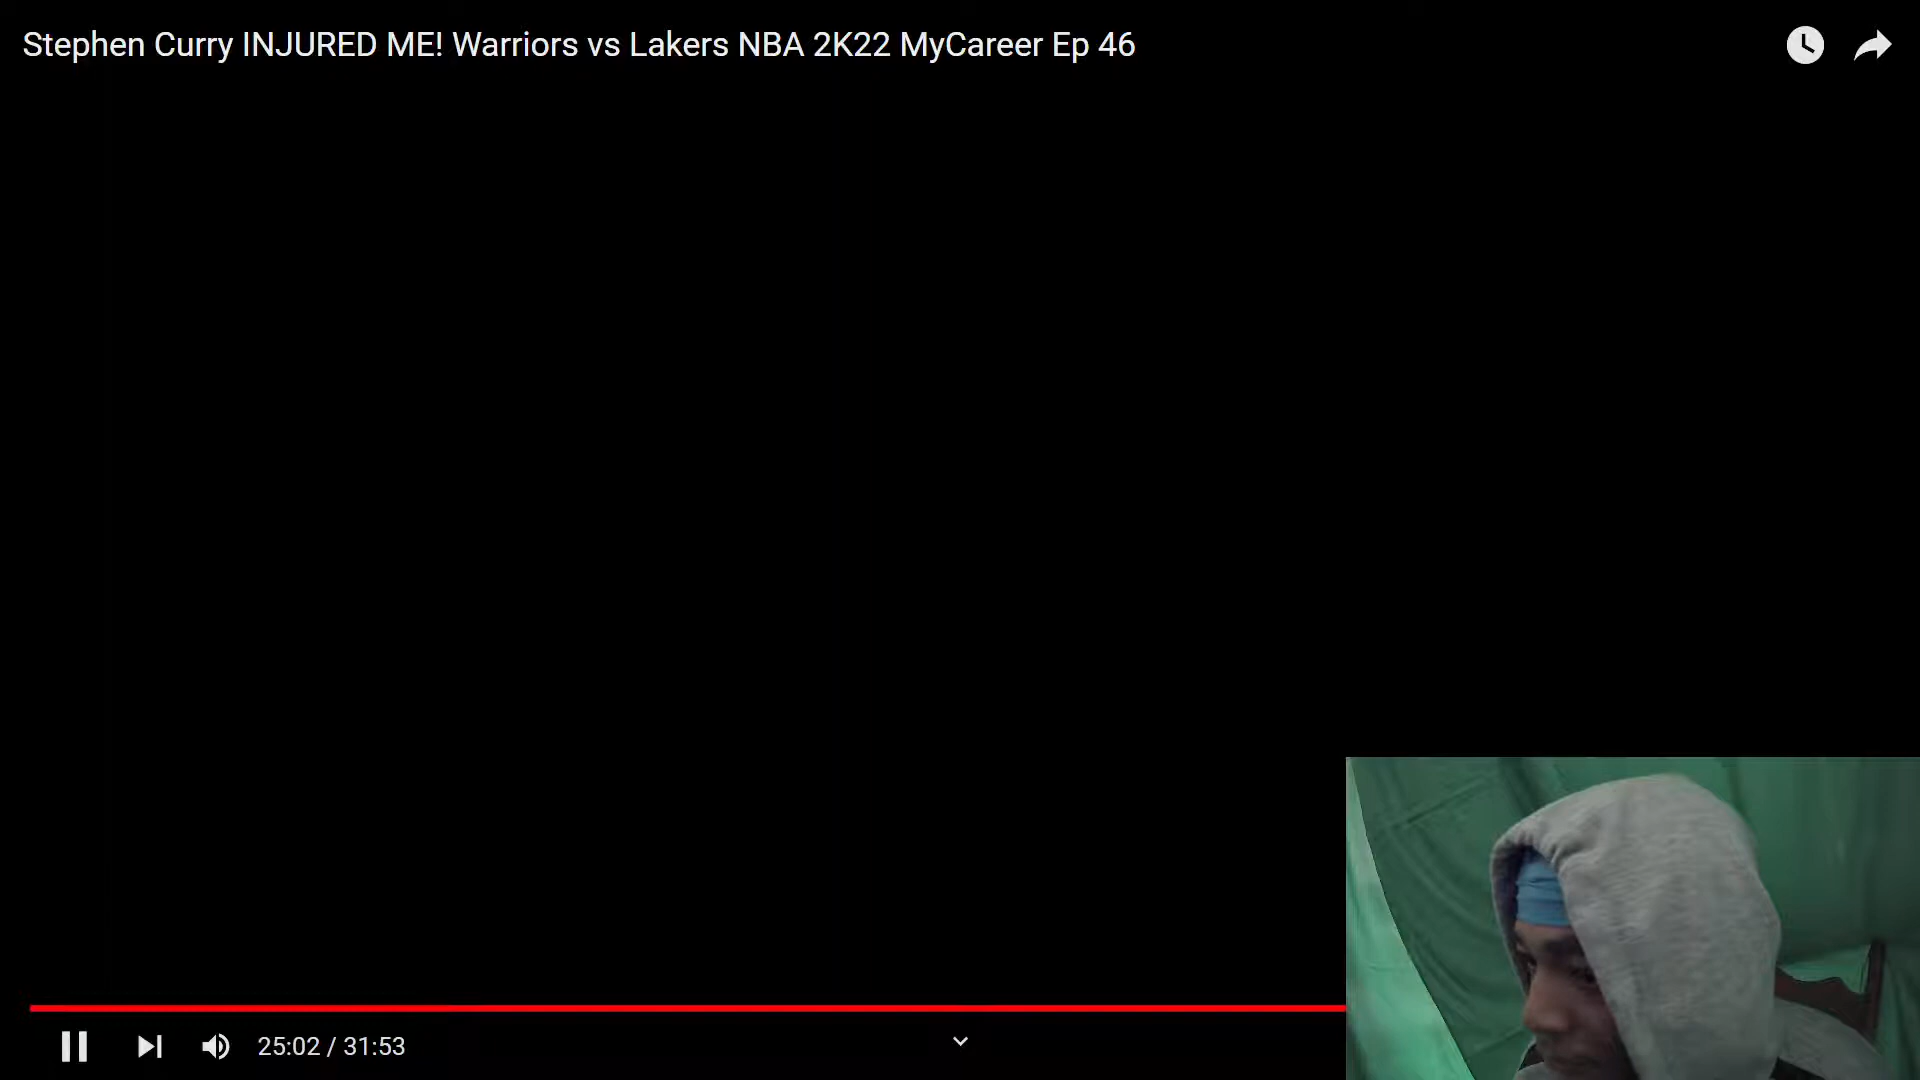 Stephen Curry INJURED ME! Warriors vs Lakers NBA 2K22 MyCareer Ep 46
25:02 / 31:53